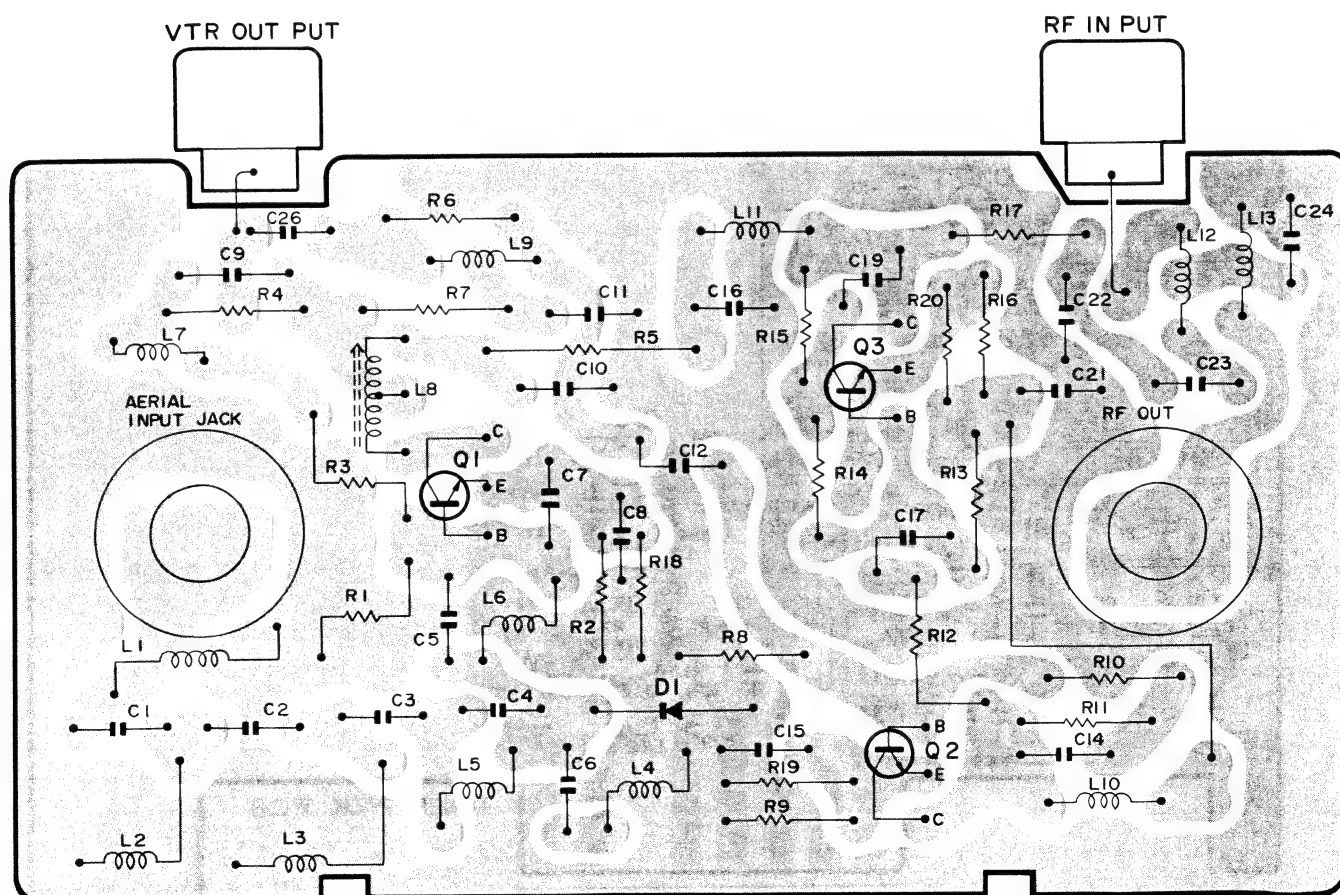 VTR OUT PUT
RF IN PUT
C26
R6
L9
C9
R4
R7
L7
L8
L11
R17
L12
L13
C24
C19
C16
C11
R5
R15
R20
R16
C22
Q3
C
E
B
C10
C21
C23
RF OUT
AERIAL
INPUT JACK
C
Q1
E
B
R3
C7
C12
C8
R14
R13
C17
R18
R1
C5
L6
R2
R8
R12
L1
R10
D1
C1
C2
C3
C4
R11
C15
B
Q2
E
C
C14
L5
C6
L4
R19
R9
L10
L2
L3